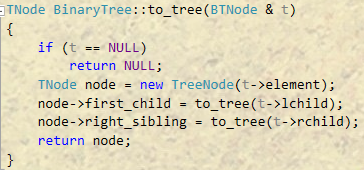 TNode BinaryTree::to_tree(BTNode & t)
{
    if (t == NULL)
        return NULL;
    TNode node = new TreeNode(t->element);
    node->first_child = to_tree(t->lchild);
    node->right_sibling = to_tree(t->rchild);
    return node;
}